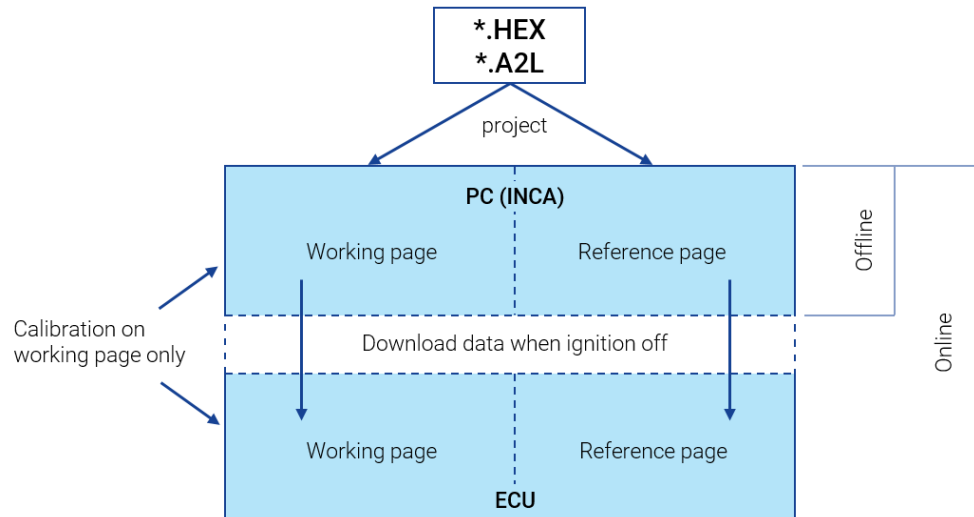 *.HEX
*.A2L
project
PC (INCA)
Working page
Reference page
Offline
Online
Calibration on
working page only
Download data when ignition off
Working page
Reference page
ECU